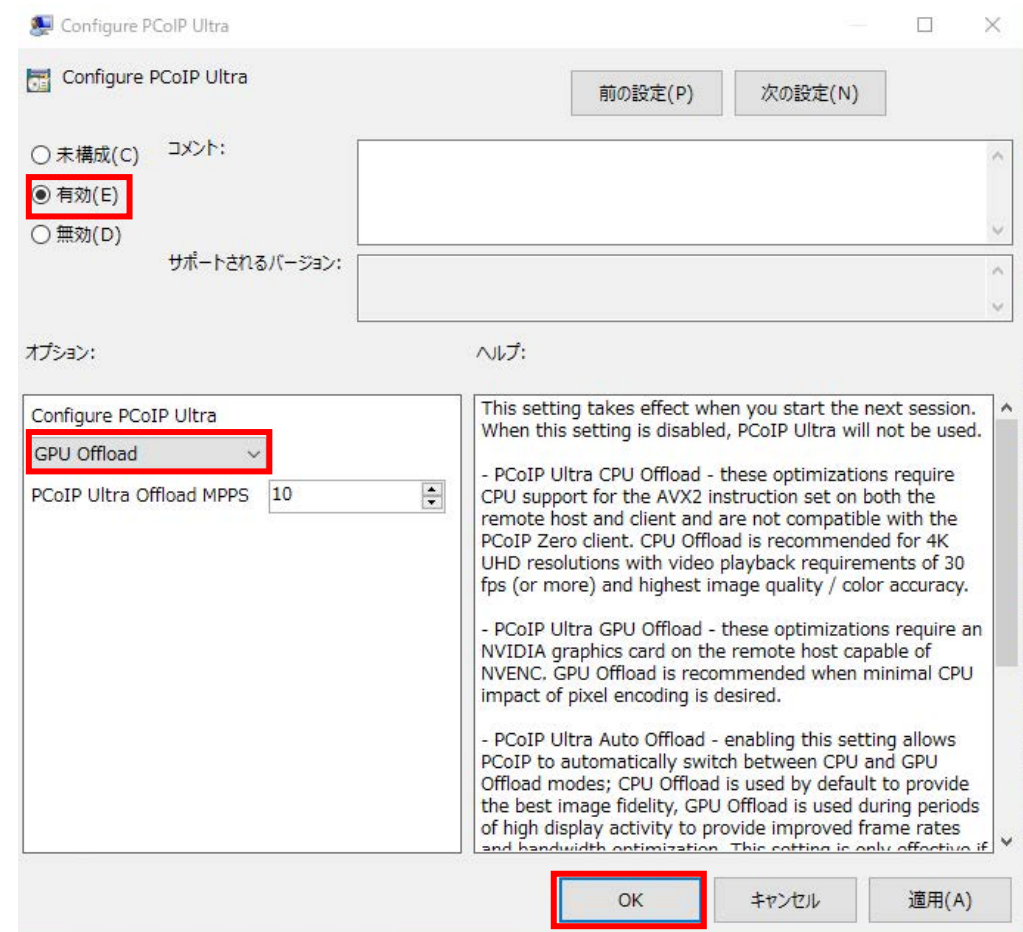 Configure PCoIP Ultra
Configure PCoIP Ultra
前の設定(P)
次の設定(N)
未構成(C)
コメント:
有効(E)
無効(D)
サポートされるバージョン:
オプション:
ヘルプ:
Configure PCoIP Ultra
GPU Offload
PCoIP Ultra Offload MPPS 10
This setting takes effect when you start the next session.
When this setting is disabled, PCoIP Ultra will not be used.
- PCoIP Ultra CPU Offload - these optimizations require
CPU support for the AVX2 instruction set on both the
remote host and client and are not compatible with the
PCoIP Zero client. CPU Offload is recommended for 4K
UHD resolutions with video playback requirements of 30
fps (or more) and highest image quality / color accuracy.
- PCoIP Ultra GPU Offload - these optimizations require an
NVIDIA graphics card on the remote host capable of
NVENC. GPU Offload is recommended when minimal CPU
impact of pixel encoding is desired.
- PCoIP Ultra Auto Offload - enabling this setting allows
PCoIP to automatically switch between CPU and GPU
Offload modes; CPU Offload is used by default to provide
the best image fidelity, GPU Offload is used during periods
of high display activity to provide improved frame rates
and bandwidth optimization. This setting is only effective if
OK
キャンセル
適用(A)